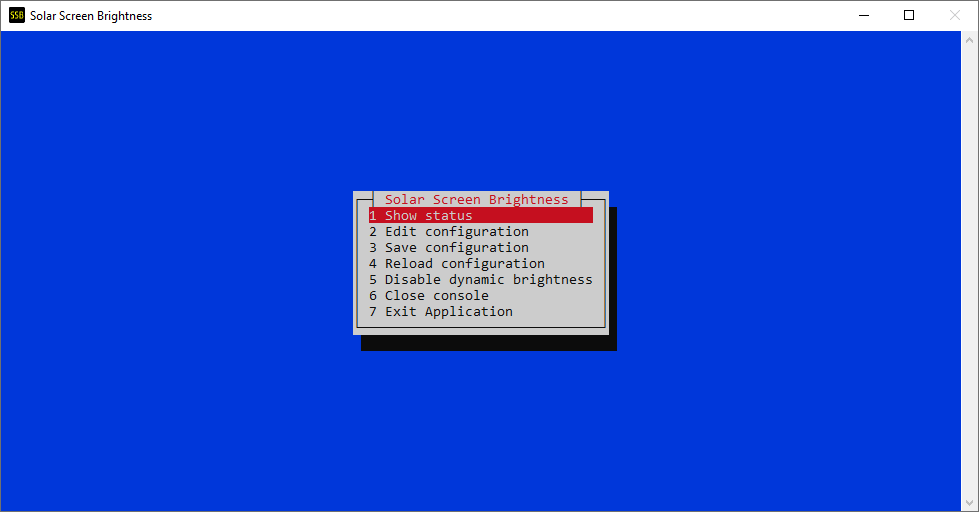 SSB Solar Screen Brightness
Solar Screen Brightness
1 Show status
2 Edit configuration
3 Save configuration
4 Reload configuration
5 Disable dynamic brightness
6 Close console
7 Exit Application